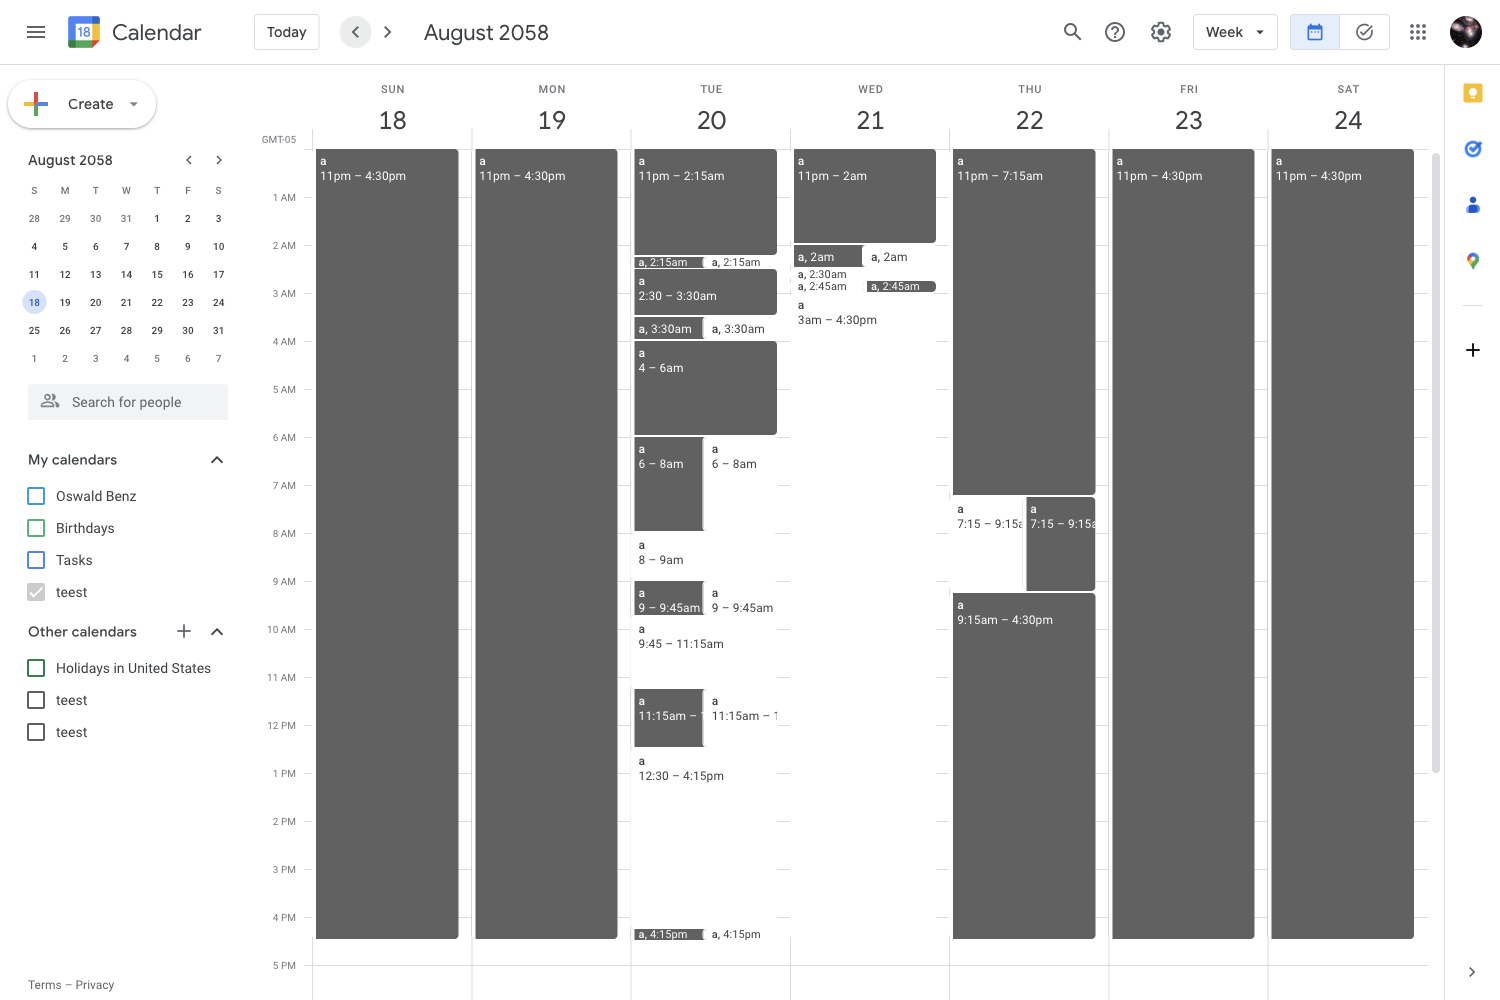 18
Calendar
Today
August 2058
Week
Create
SUN
MON
TUE
WED
THU
FRI
SAT
18
19
20
21
22
23
24
GMT-05
August 2058
S M T W T F S
28 29 30 31 1 2 3
4 5 6 7 8 9 10
11 12 13 14 15 16 17
18 19 20 21 22 23 24
25 26 27 28 29 30 31
1 2 3 4 5 6 7
Search for people
My calendars
Oswald Benz
Birthdays
Tasks
teest
Other calendars
Holidays in United States
teest
teest
Terms – Privacy
1 AM
2 AM
3 AM
4 AM
5 AM
6 AM
7 AM
8 AM
9 AM
10 AM
11 AM
12 PM
1 PM
2 PM
3 PM
4 PM
5 PM
a
11pm – 4:30pm
a
11pm – 4:30pm
a
11pm – 2:15am
a, 2:15am
a, 2:15am
a
2:30 – 3:30am
a, 3:30am
a, 3:30am
a
4 – 6am
a
6 – 8am
a
6 – 8am
a
8 – 9am
a
9 – 9:45am
a
9 – 9:45am
a
9:45 – 11:15am
a
11:15am –
a
11:15am – 1
a
12:30 – 4:15pm
a, 4:15pm
a, 4:15pm
a
11pm – 2am
a, 2am
a, 2am
a, 2:30am
a, 2:45am
a, 2:45am
a
3am – 4:30pm
a
11pm – 7:15am
a
7:15 – 9:15a
a
7:15 – 9:15a
a
9:15am – 4:30pm
a
11pm – 4:30pm
a
11pm – 4:30pm